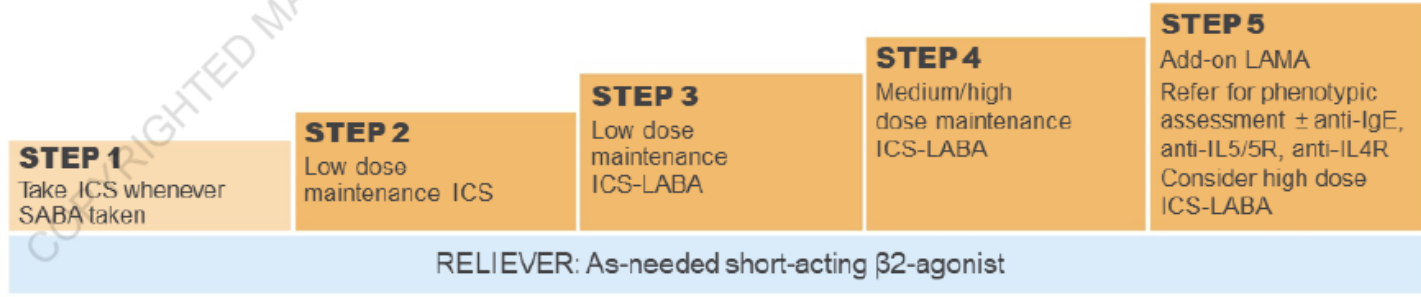 COPYRIGHTED MA
STEP 1
Take ICS whenever
SABA taken
STEP 2
Low dose
maintenance ICS
STEP 3
Low dose
maintenance
ICS-LABA
STEP 4
Medium/high
dose maintenance
ICS-LABA
STEP 5
Add-on LAMA
Refer for phenotypic
assessment ± anti-IgE,
anti-IL5/5R, anti-IL4R
Consider high dose
ICS-LABA
RELIEVER: As-needed short-acting β2-agonist